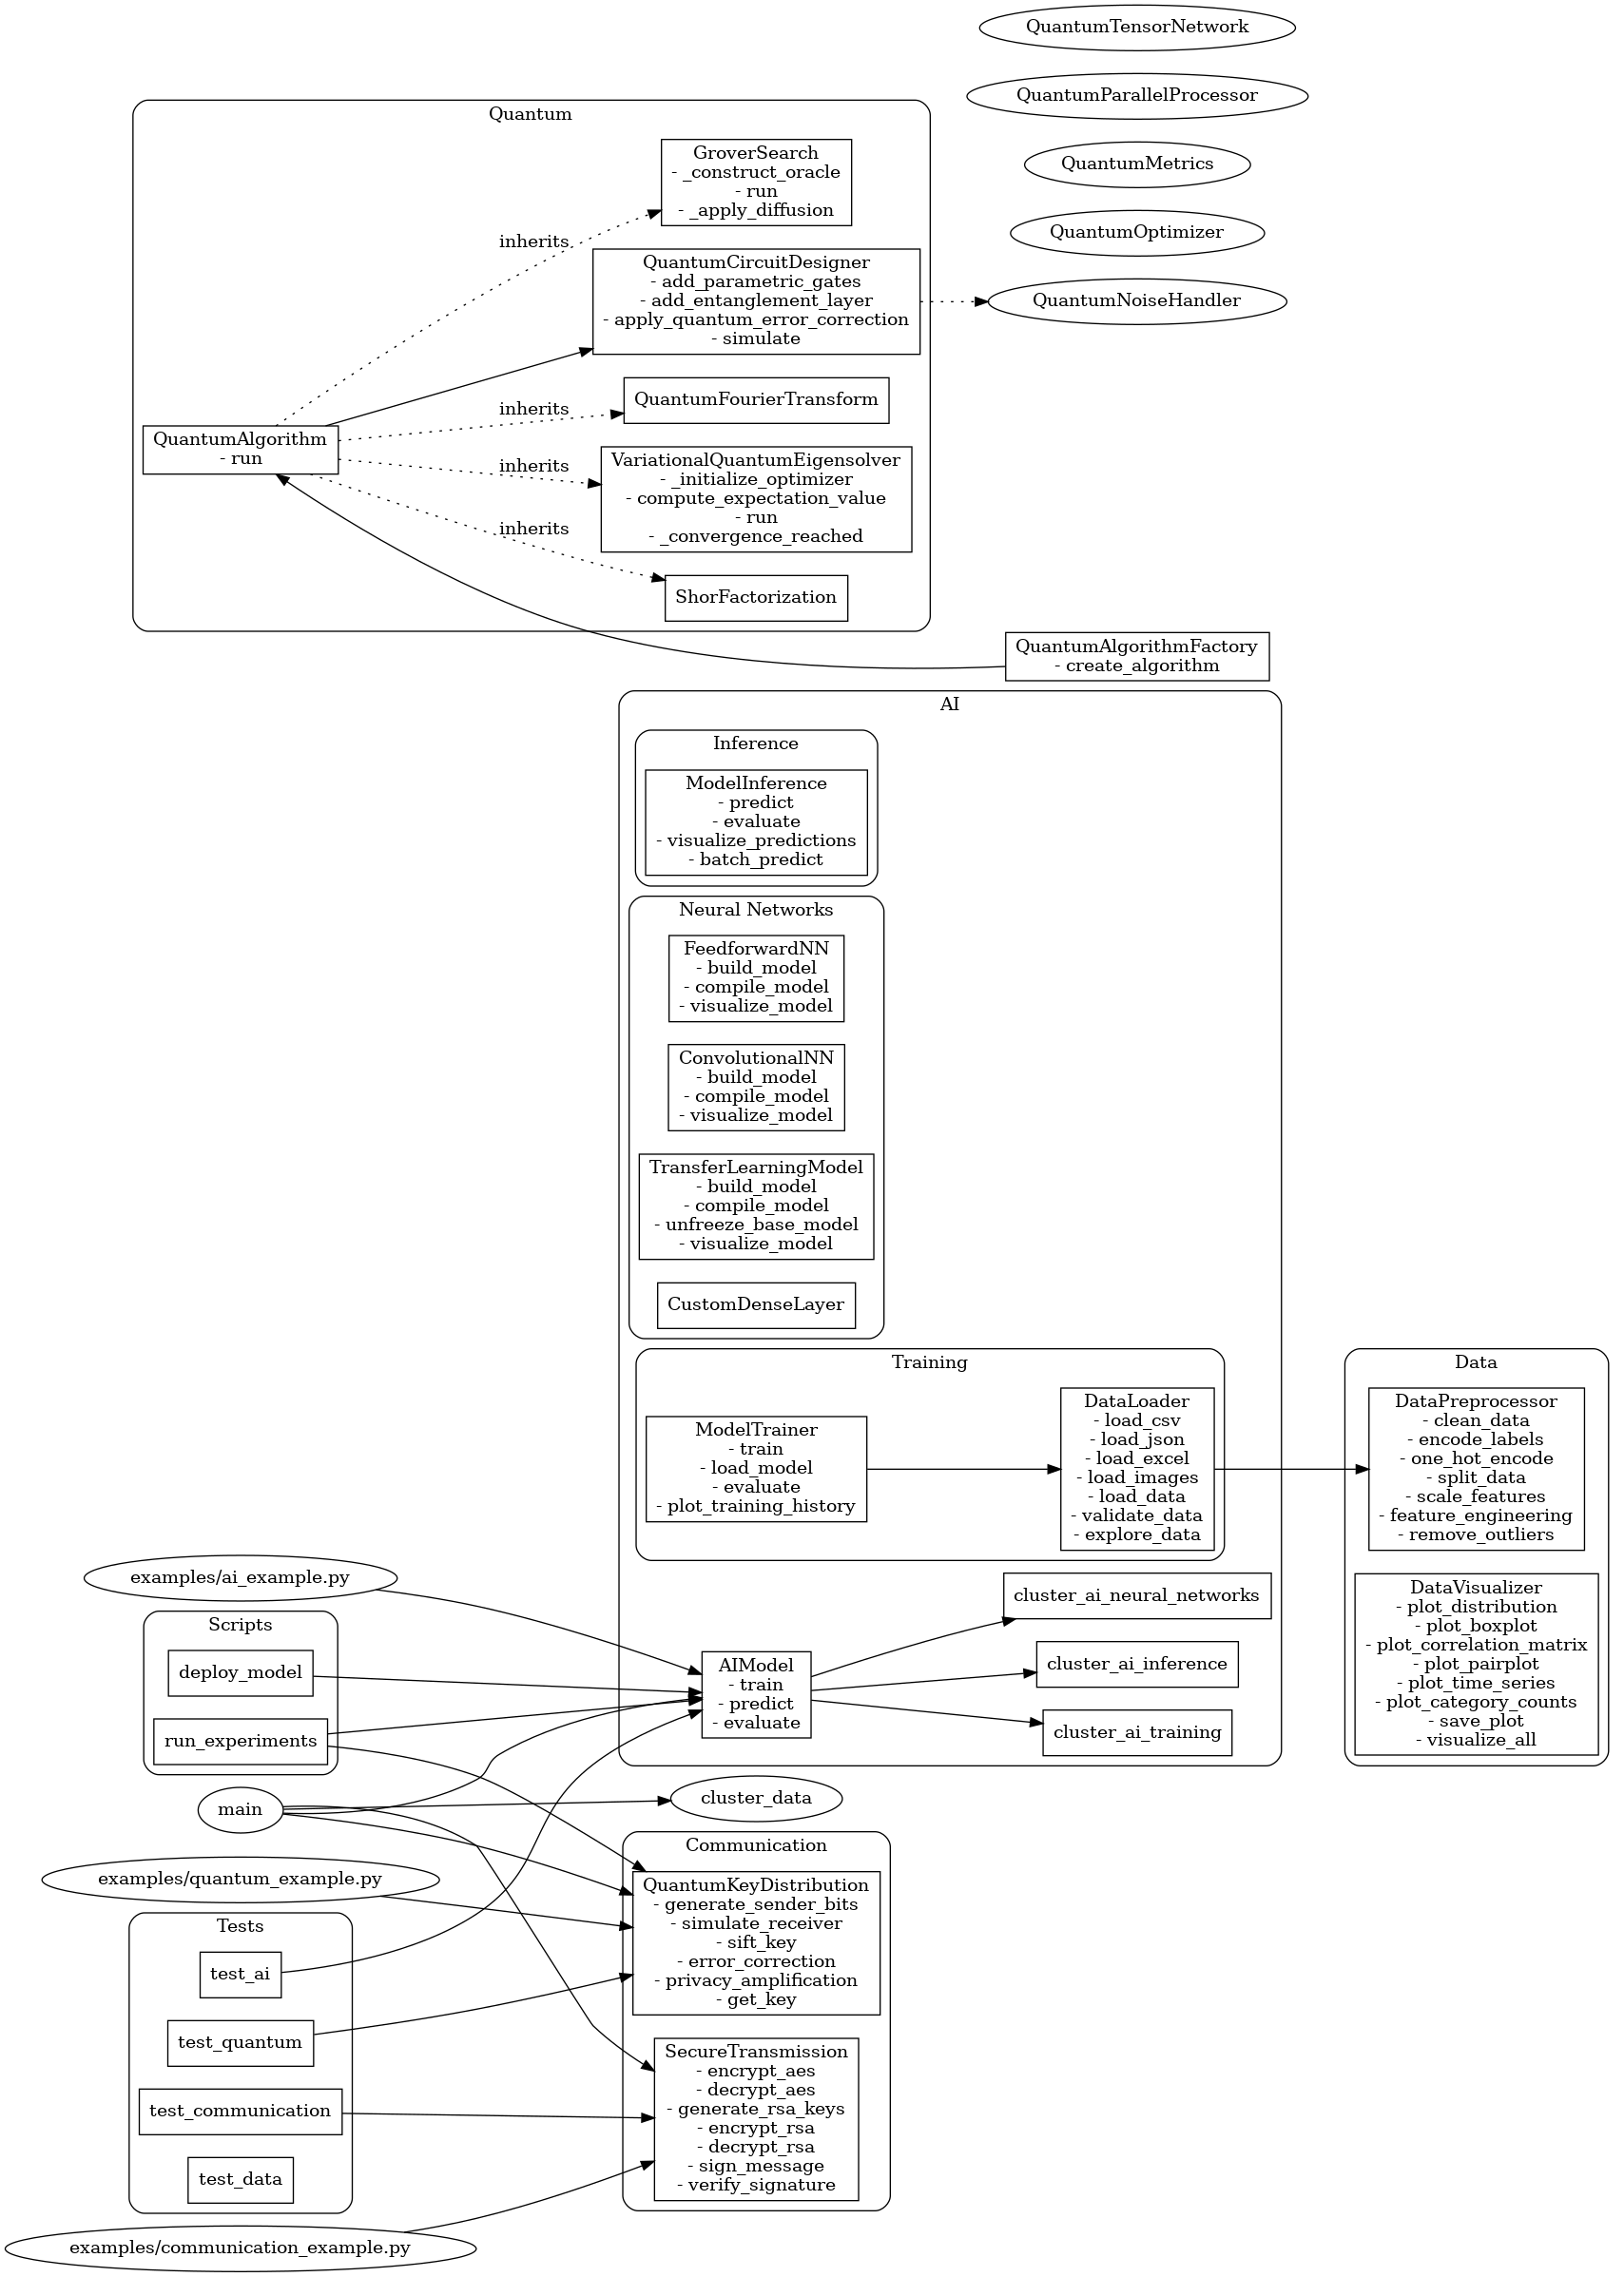 QuantumTensorNetwork
QuantumParallelProcessor
QuantumMetrics
QuantumOptimizer
QuantumNoiseHandler
Quantum
GroverSearch
- _construct_oracle
- run
- _apply_diffusion
inherits
QuantumCircuitDesigner
- add_parametric_gates
- add_entanglement_layer
- apply_quantum_error_correction
- simulate
inherits
QuantumFourierTransform
QuantumAlgorithm
- run
inherits
VariationalQuantumEigensolver
- _initialize_optimizer
- compute_expectation_value
- run
- _convergence_reached
inherits
ShorFactorization
QuantumAlgorithmFactory
- create_algorithm
AI
Inference
ModelInference
- predict
- evaluate
- visualize_predictions
- batch_predict
Neural Networks
FeedforwardNN
- build_model
- compile_model
- visualize_model
ConvolutionalNN
- build_model
- compile_model
- visualize_model
TransferLearningModel
- build_model
- compile_model
- unfreeze_base_model
- visualize_model
CustomDenseLayer
Training
ModelTrainer
- train
- load_model
- evaluate
- plot_training_history
DataLoader
- load_csv
- load_json
- load_excel
- load_images
- load_data
- validate_data
- explore_data
Data
DataPreprocessor
- clean_data
- encode_labels
- one_hot_encode
- split_data
- scale_features
- feature_engineering
- remove_outliers
DataVisualizer
- plot_distribution
- plot_boxplot
- plot_correlation_matrix
- plot_pairplot
- plot_time_series
- plot_category_counts
- save_plot
- visualize_all
cluster_ai_neural_networks
cluster_ai_inference
cluster_ai_training
AIModel
- train
- predict
- evaluate
examples/ai_example.py
Scripts
deploy_model
run_experiments
main
cluster_data
examples/quantum_example.py
Communication
QuantumKeyDistribution
- generate_sender_bits
- simulate_receiver
- sift_key
- error_correction
- privacy_amplification
- get_key
SecureTransmission
- encrypt_aes
- decrypt_aes
- generate_rsa_keys
- encrypt_rsa
- decrypt_rsa
- sign_message
- verify_signature
Tests
test_ai
test_quantum
test_communication
test_data
examples/communication_example.py